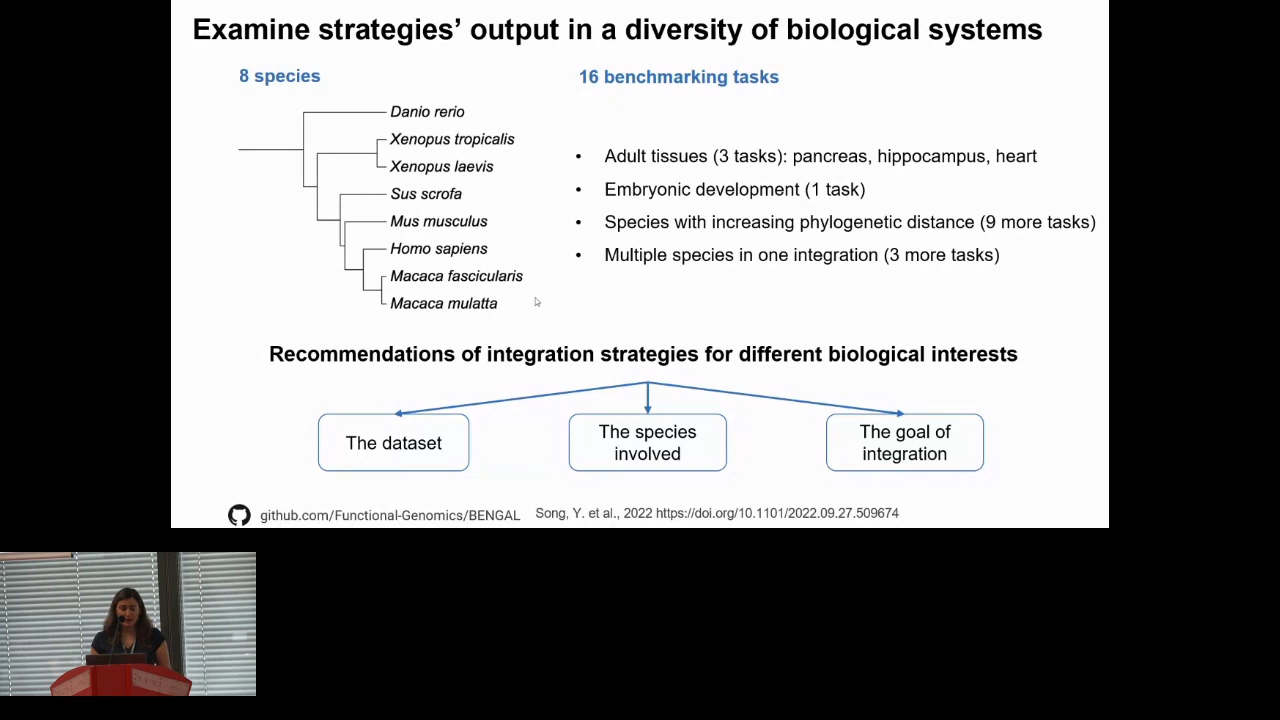 Examine strategies’ output in a diversity of biological systems
8 species
Danio rerio
Xenopus tropicalis
Xenopus laevis
Sus scrofa
Mus musculus
Homo sapiens
Macaca fascicularis
Macaca mulatta
16 benchmarking tasks
• Adult tissues (3 tasks): pancreas, hippocampus, heart
• Embryonic development (1 task)
• Species with increasing phylogenetic distance (9 more tasks)
• Multiple species in one integration (3 more tasks)
Recommendations of integration strategies for different biological interests
The dataset
The species
involved
The goal of
integration
github.com/Functional-Genomics/BENGAL
Song, Y. et al., 2022 https://doi.org/10.1101/2022.09.27.509674